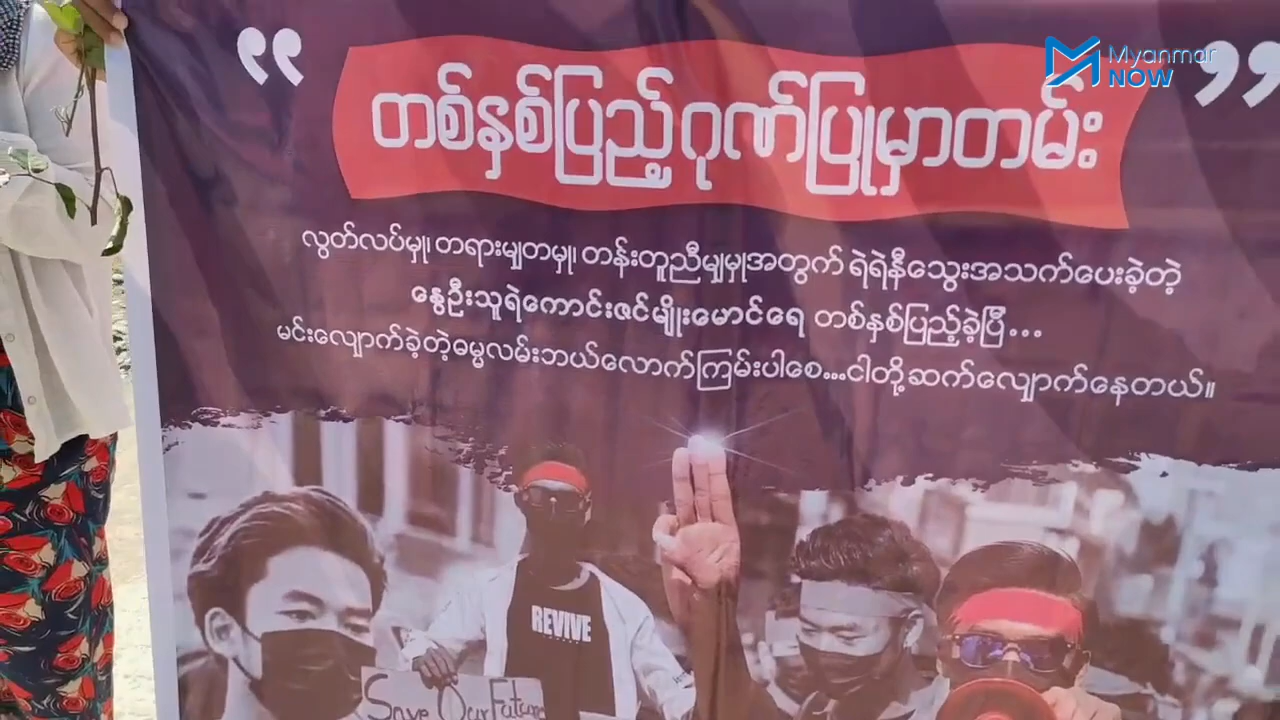 Myanmar
NOW
“ တစ်နှစ်ပြည့်ဂုဏ်ပြုမှာတမ်း ”
လွတ်လပ်မှု၊ တရားမျှတမှု၊ တန်းတူညီမျှမှုအတွက် ရဲရဲနီသွေးအသက်ပေးခဲ့တဲ့
နွေဦးသူရဲကောင်းဇင်မျိုးမောင်ရေ တစ်နှစ်ပြည့်ခဲ့ပြီ...
မင်းလျှောက်ခဲ့တဲ့ဓမ္မလမ်းဘယ်လောက်ကြမ်းပါစေ...ငါတို့ဆက်လျှောက်နေတယ်။
REVIVE
Save Our Future